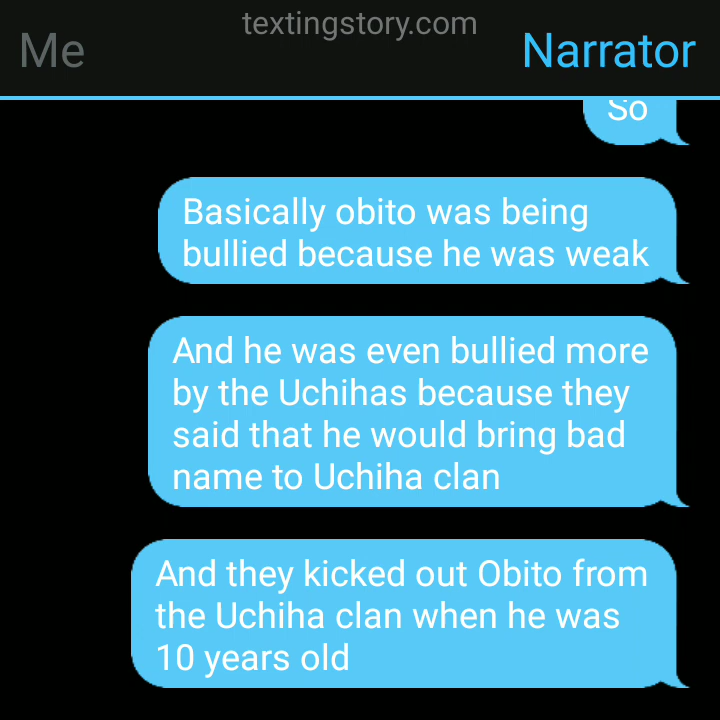 textingstory.com
Me
Narrator
So
Basically obito was being
bullied because he was weak
And he was even bullied more
by the Uchihas because they
said that he would bring bad
name to Uchiha clan
And they kicked out Obito from
the Uchiha clan when he was
10 years old